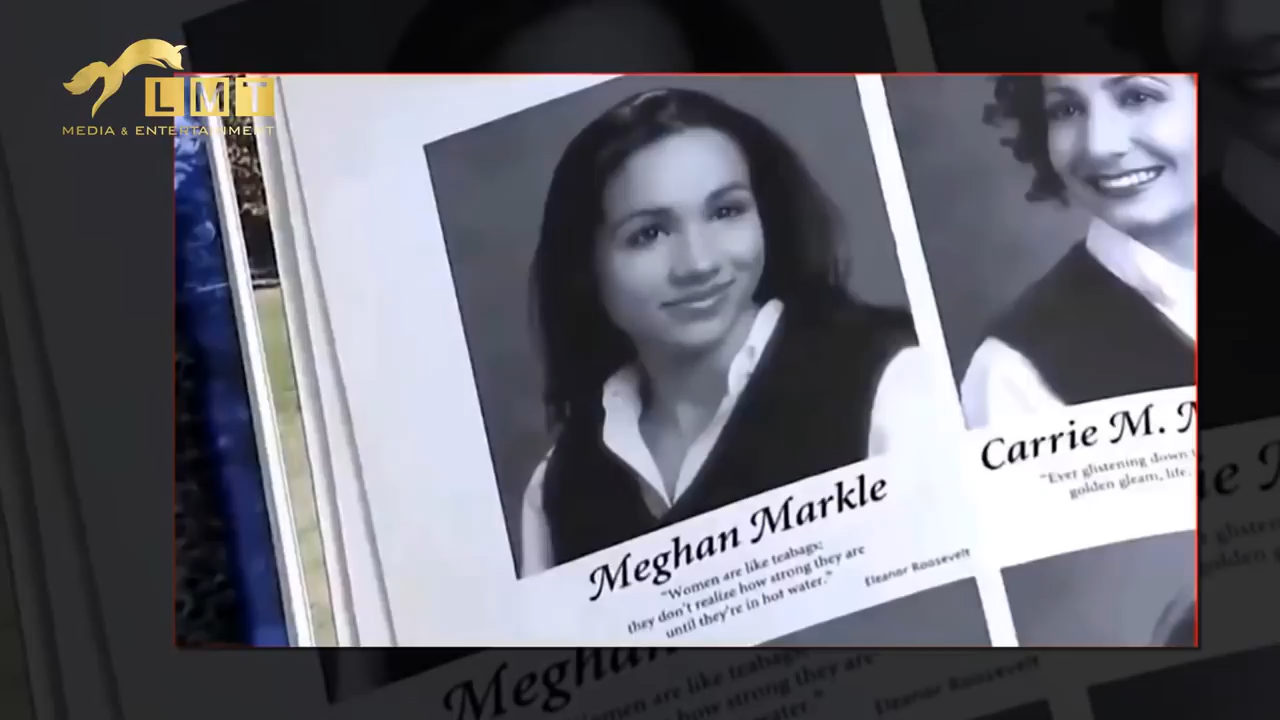 LMT
MEDIA & ENTERTAINMENT
Meghan Markle
"Women are like teabags;
they don't realize how strong they are
until they're in hot water."
Eleanor Roosevelt
Carrie M.
"Ever glistening down
golden gleam, life.